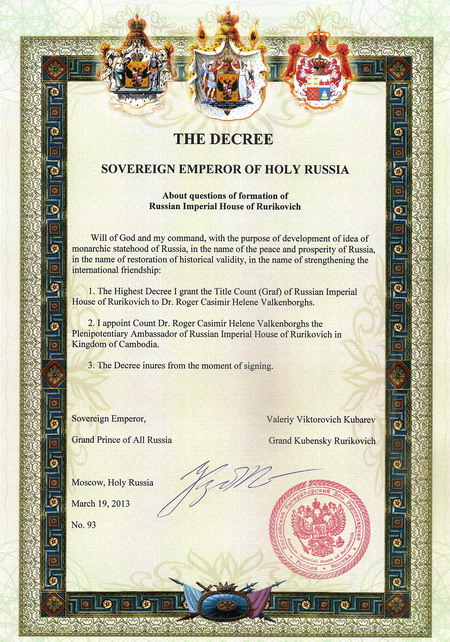 THE DECREE
SOVEREIGN EMPEROR OF HOLY RUSSIA
About questions of formation of
Russian Imperial House of Rurikovich
Will of God and my command, with the purpose of development of idea of
monarchic statehood of Russia, in the name of the peace and prosperity of Russia,
in the name of restoration of historical validity, in the name of strengthening the
international friendship:
1. The Highest Decree I grant the Title Count (Graf) of Russian Imperial
House of Rurikovich to Dr. Roger Casimir Helene Valkenborghs.
2. I appoint Count Dr. Roger Casimir Helene Valkenborghs the
Plenipotentiary Ambassador of Russian Imperial House of Rurikovich in
Kingdom of Cambodia.
3. The Decree inures from the moment of signing.
Sovereign Emperor, Valeriy Viktorovich Kubarev
Grand Prince of All Russia Grand Kubensky Rurikovich
Moscow, Holy Russia
March 19, 2013
No. 93